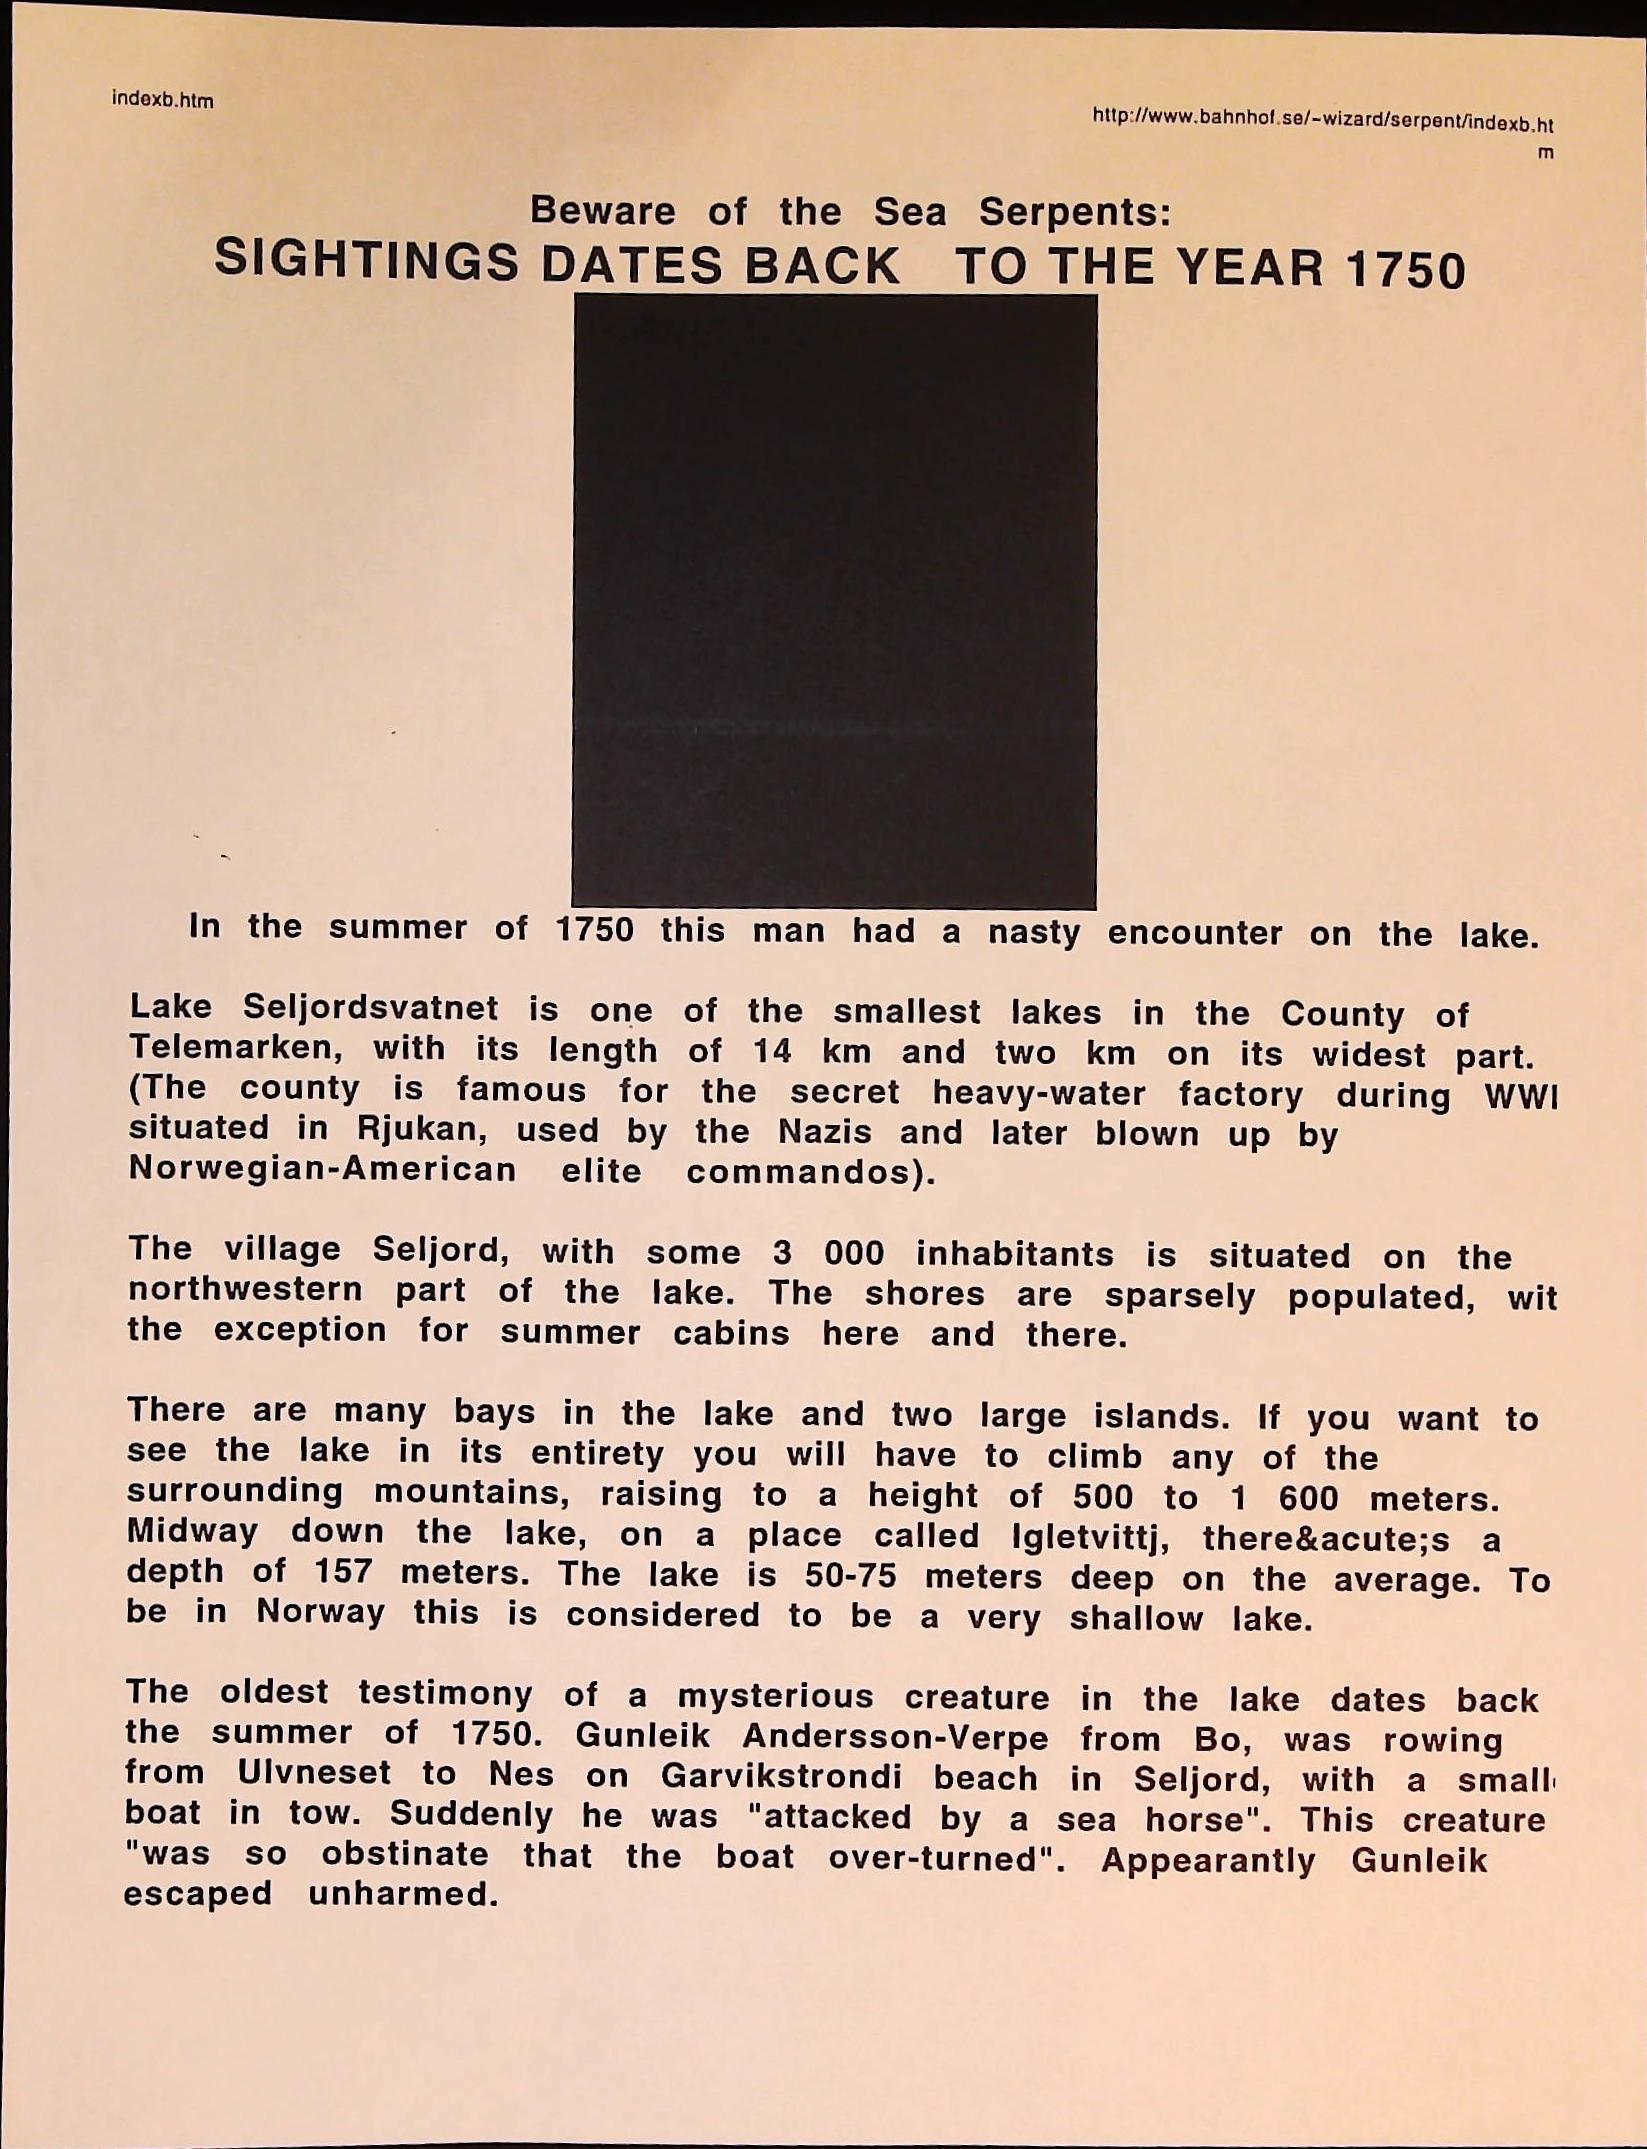 indexb.htm
http://www.bahnhof.se/~wizard/serpent/indexb.ht
m
Beware of the Sea Serpents:
SIGHTINGS DATES BACK TO THE YEAR 1750
In the summer of 1750 this man had a nasty encounter on the lake.
Lake Seljordsvatnet is one of the smallest lakes in the County of
Telemarken, with its length of 14 km and two km on its widest part.
(The county is famous for the secret heavy-water factory during WWI
situated in Rjukan, used by the Nazis and later blown up by
Norwegian-American elite commandos).
The village Seljord, with some 3 000 inhabitants is situated on the
northwestern part of the lake. The shores are sparsely populated, wit
the exception for summer cabins here and there.
There are many bays in the lake and two large islands. If you want to
see the lake in its entirety you will have to climb any of the
surrounding mountains, raising to a height of 500 to 1 600 meters.
Midway down the lake, on a place called Igletvittj, there&acute;s a
depth of 157 meters. The lake is 50-75 meters deep on the average. To
be in Norway this is considered to be a very shallow lake.
The oldest testimony of a mysterious creature in the lake dates back
the summer of 1750. Gunleik Andersson-Verpe from Bo, was rowing
from Ulvneset to Nes on Garvikstrondi beach in Seljord, with a small
boat in tow. Suddenly he was "attacked by a sea horse". This creature
"was so obstinate that the boat over-turned". Appearantly Gunleik
escaped unharmed.